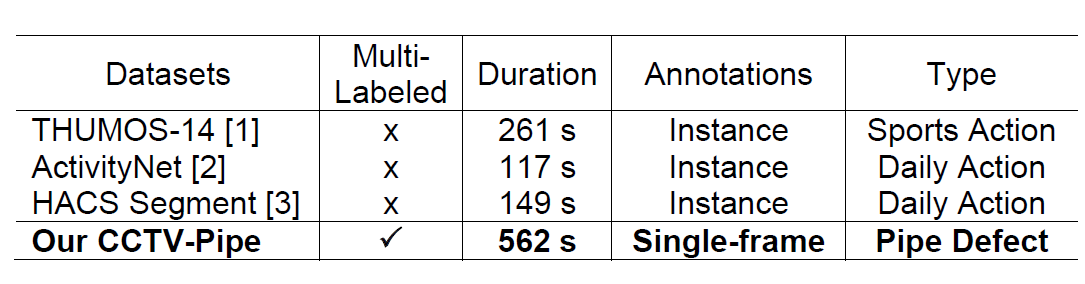 Datasets Multi-Labeled Duration Annotations Type
THUMOS-14 [1] x 261 s Instance Sports Action
ActivityNet [2] x 117 s Instance Daily Action
HACS Segment [3] x 149 s Instance Daily Action
Our CCTV-Pipe ✓ 562 s Single-frame Pipe Defect